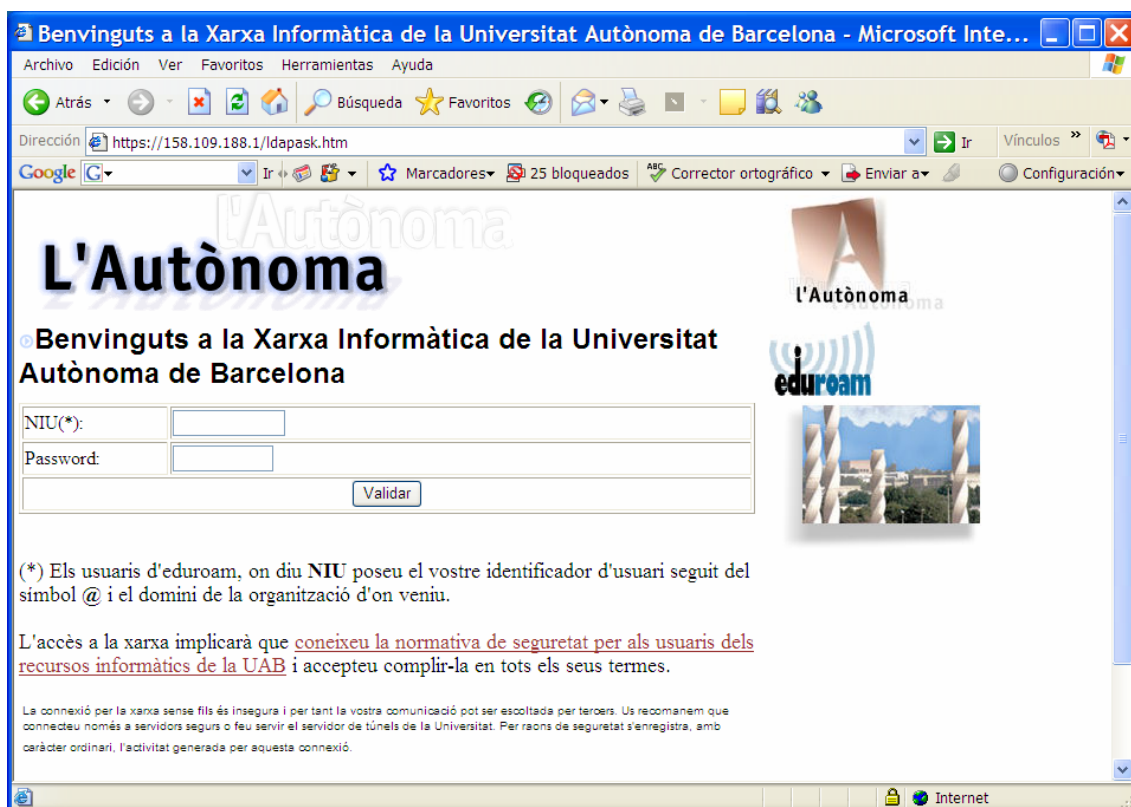 Benvinguts a la Xarxa Informàtica de la Universitat Autònoma de Barcelona - Microsoft Inte...
Archivo Edición Ver Favoritos Herramientas Ayuda
Atrás Búsqueda Favoritos
Dirección https://158.109.188.1/ldapask.htm Ir Vínculos »
Google G Ir Marcadores 25 bloqueados ABC Corrector ortográfico Enviar a Configuración
l'Autònoma
L'Autònoma
l'Autònoma
l'Autònoma
eduroam
Benvinguts a la Xarxa Informàtica de la Universitat
Autònoma de Barcelona
NIU(*):
Password:
Validar
(*) Els usuaris d'eduroam, on diu NIU poseu el vostre identificador d'usuari seguit del
símbol @ i el domini de la organització d'on veniu.
L'accès a la xarxa implicarà que coneixeu la normativa de seguretat per als usuaris dels
recursos informàtics de la UAB i accepteu complir-la en tots els seus termes.
La connexió per la xarxa sense fils és insegura i per tant la vostra comunicació pot ser escoltada per tercers. Us recomanem que
connecteu només a servidors segurs o feu servir el servidor de túnels de la Universitat. Per raons de seguretat s'enregistra, amb
caràcter ordinari, l'activitat generada per aquesta connexió.
Internet